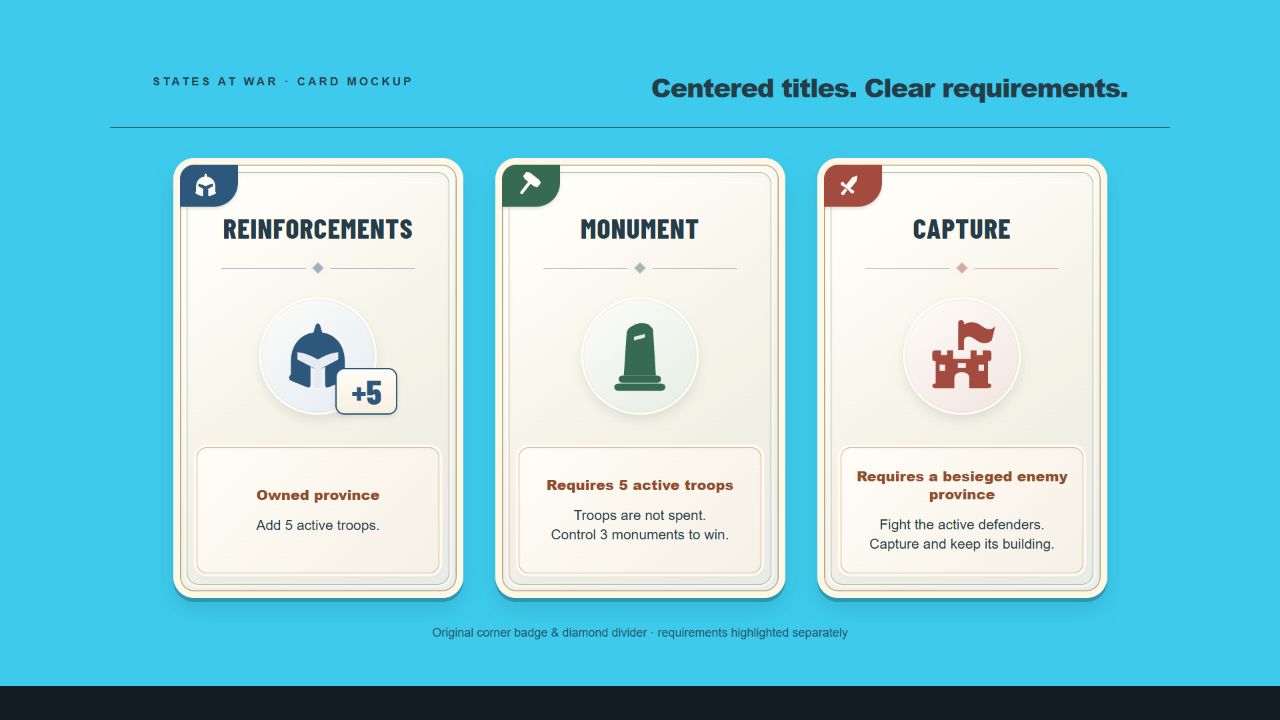 STATES AT WAR · CARD MOCKUP
Centered titles. Clear requirements.
REINFORCEMENTS
+5
Owned province
Add 5 active troops.
MONUMENT
Requires 5 active troops
Troops are not spent.
Control 3 monuments to win.
CAPTURE
Requires a besieged enemy
province
Fight the active defenders.
Capture and keep its building.
Original corner badge & diamond divider · requirements highlighted separately